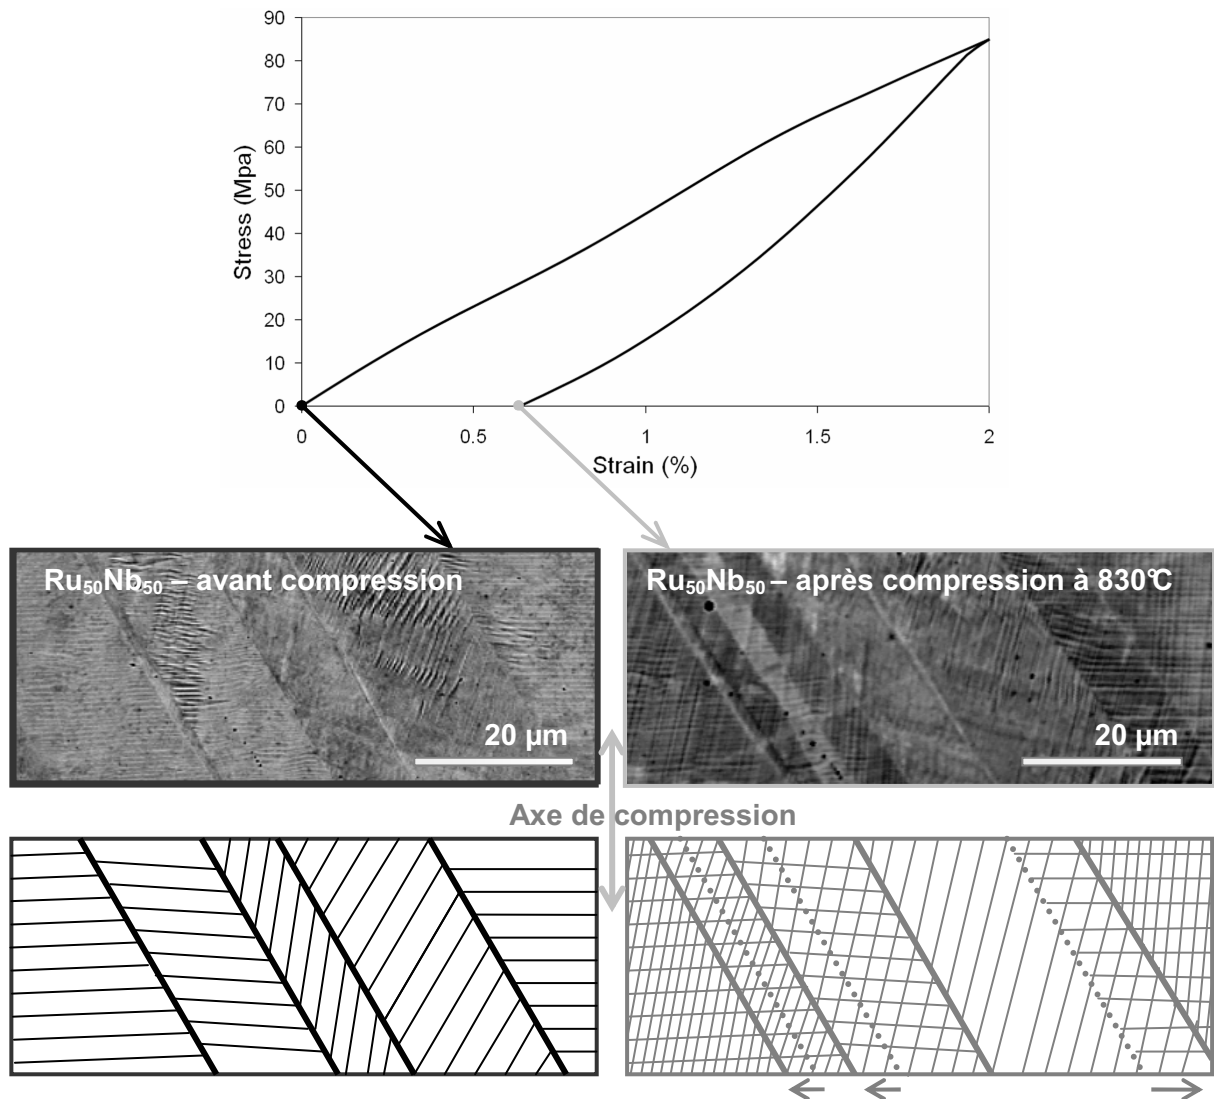 90
80
70
60
50
40
30
20
10
0
Stress (Mpa)
0 0.5 1 1.5 2
Strain (%)
Ru50Nb50 – avant compression
20 µm
Ru50Nb50 – après compression à 830°C
20 µm
Axe de compression